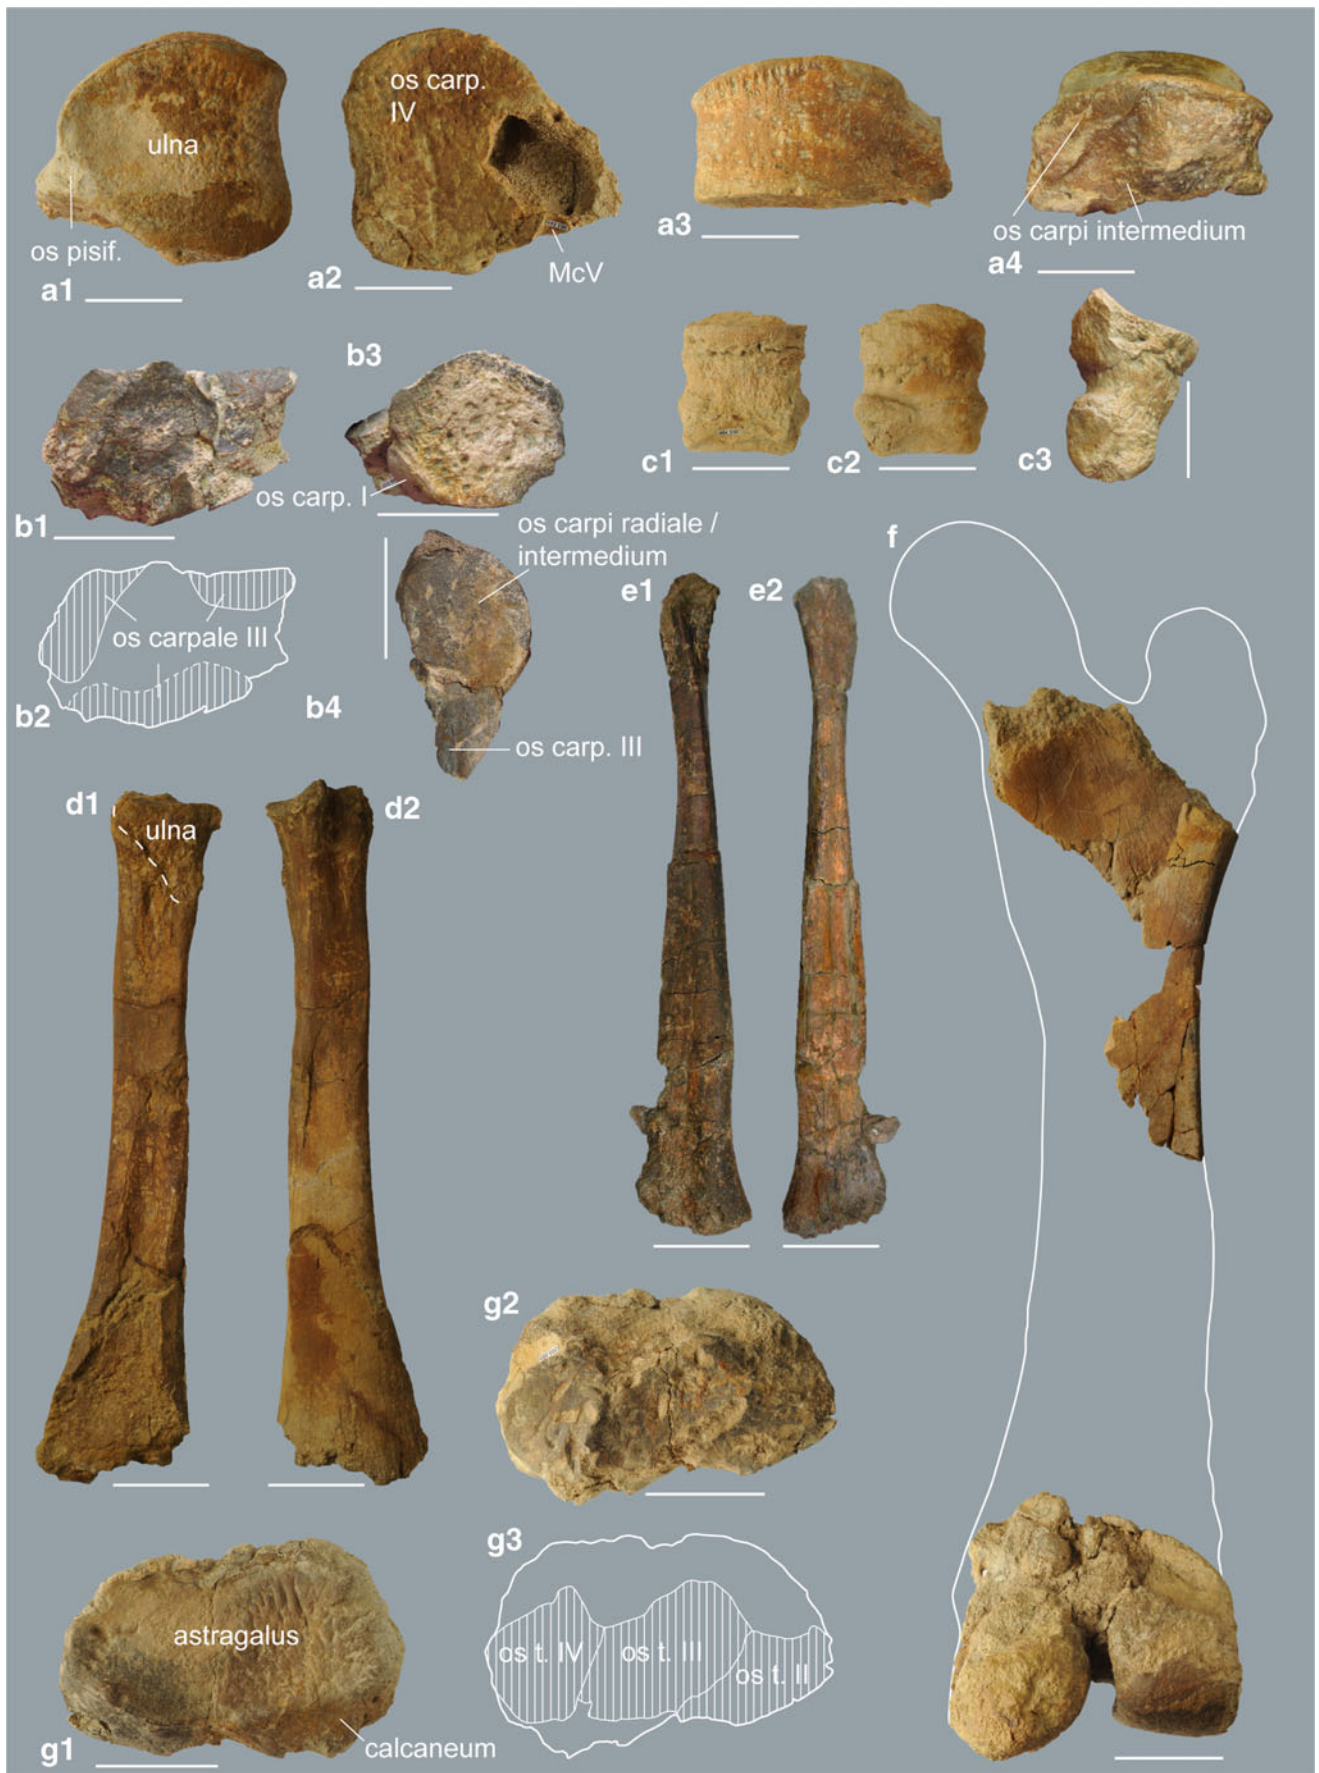 ulna
os pisif.
a1
os carp.
IV
McV
a2
a3
os carpi intermedium
a4
b1
b3
os carp. I
c1
c2
c3
os carpale III
b2
os carpi radiale /
intermedium
os carp. III
b4
d1
ulna
d2
e1
e2
f
g2
g3
os t. IV
os t. III
os t. II
astragalus
calcaneum
g1